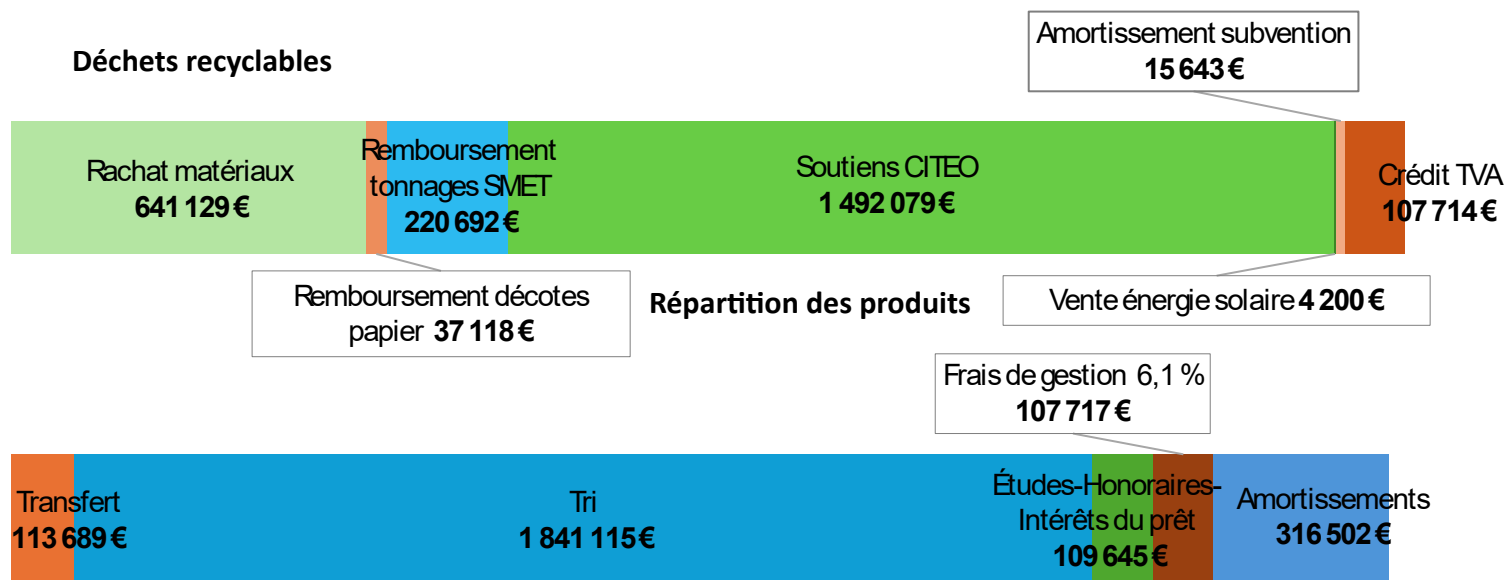 Déchets recyclables
Amortissement subvention
15 643 €
Rachat matériaux
641 129 €
Remboursement
tonnages SMET
220 692 €
Soutiens CITEO
1 492 079 €
Crédit TVA
107 714 €
Remboursement décotes
papier 37 118 €
Répartition des produits
Vente énergie solaire 4 200 €
Frais de gestion 6,1 %
107 717 €
Transfert
113 689 €
Tri
1 841 115 €
Études-Honoraires-
Intérêts du prêt
109 645 €
Amortissements
316 502 €